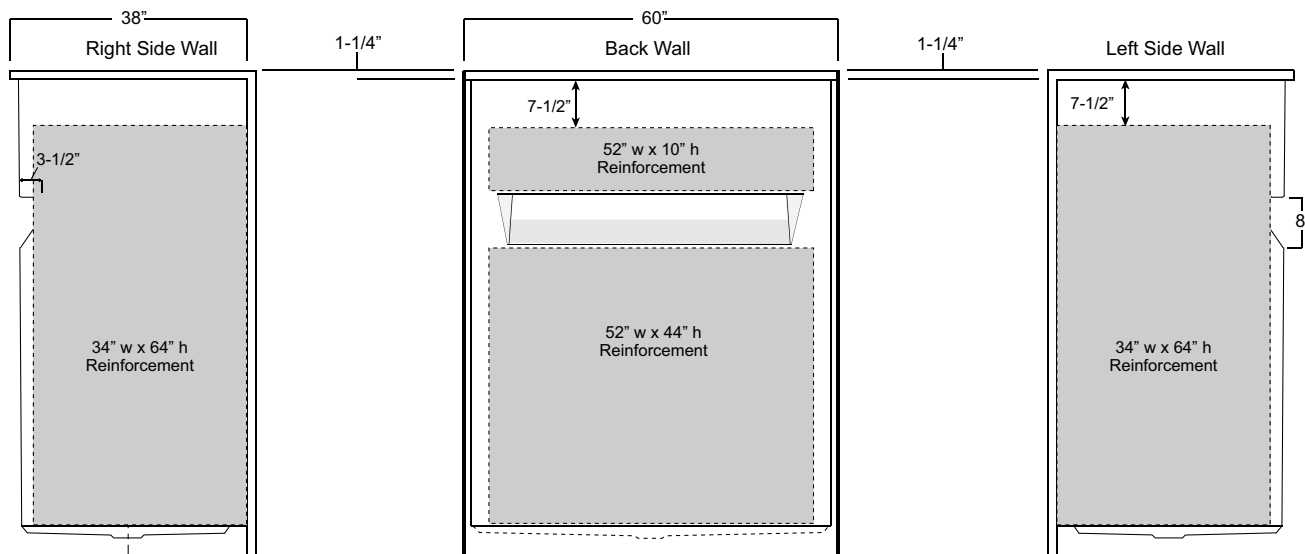 38”
60”
Right Side Wall
1-1/4”
Back Wall
1-1/4”
Left Side Wall
7-1/2”
7-1/2”
52” w x 10” h
Reinforcement
3-1/2”
8
34” w x 64” h
Reinforcement
52” w x 44” h
Reinforcement
34” w x 64” h
Reinforcement